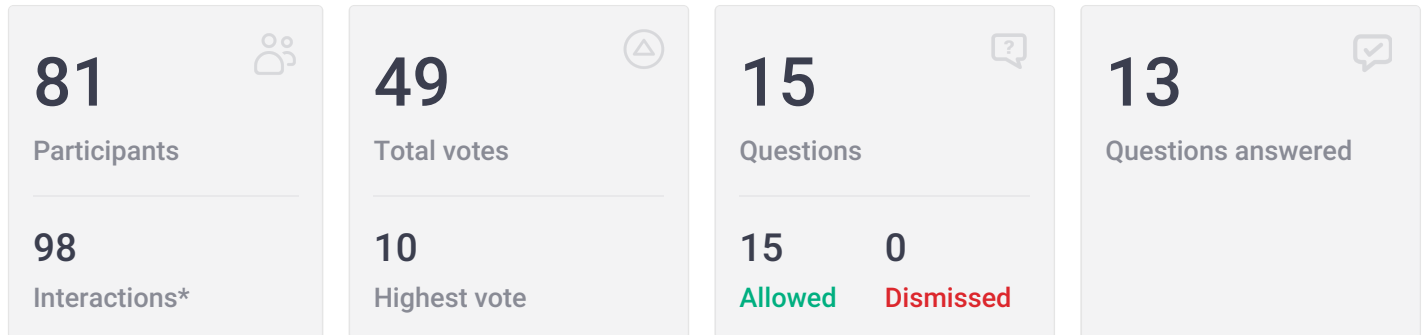 81
Participants
98
Interactions*
49
Total votes
10
Highest vote
15
Questions
15 0
Allowed Dismissed
13
Questions answered